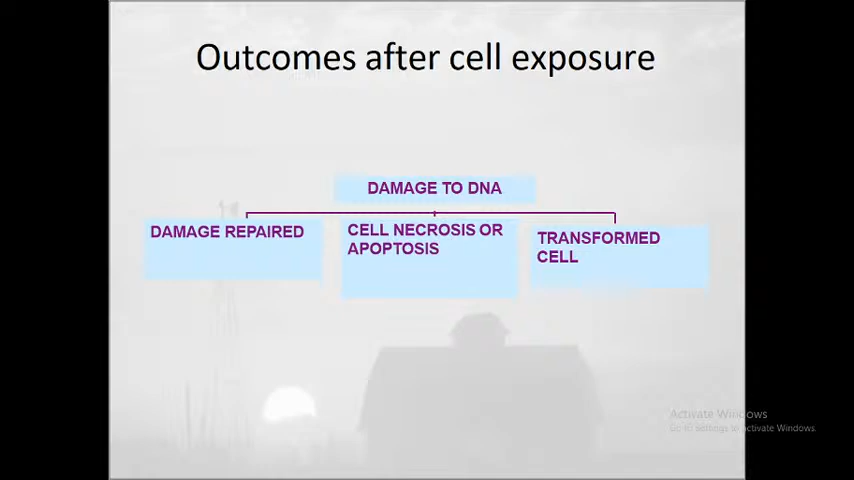 Outcomes after cell exposure
DAMAGE TO DNA
DAMAGE REPAIRED
CELL NECROSIS OR
APOPTOSIS
TRANSFORMED
CELL
Activate Windows
Go to Settings to activate Windows.